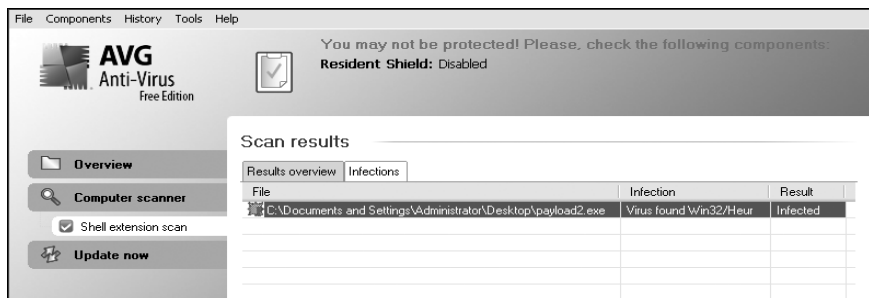 File Components History Tools Help
AVG
Anti-Virus
Free Edition
You may not be protected! Please, check the following components:
Resident Shield: Disabled
Overview
Computer scanner
Shell extension scan
Update now
Scan results
Results overview Infections
File Infection Result
C:\Documents and Settings\Administrator\Desktop\payload2.exe Virus found Win32/Heur Infected